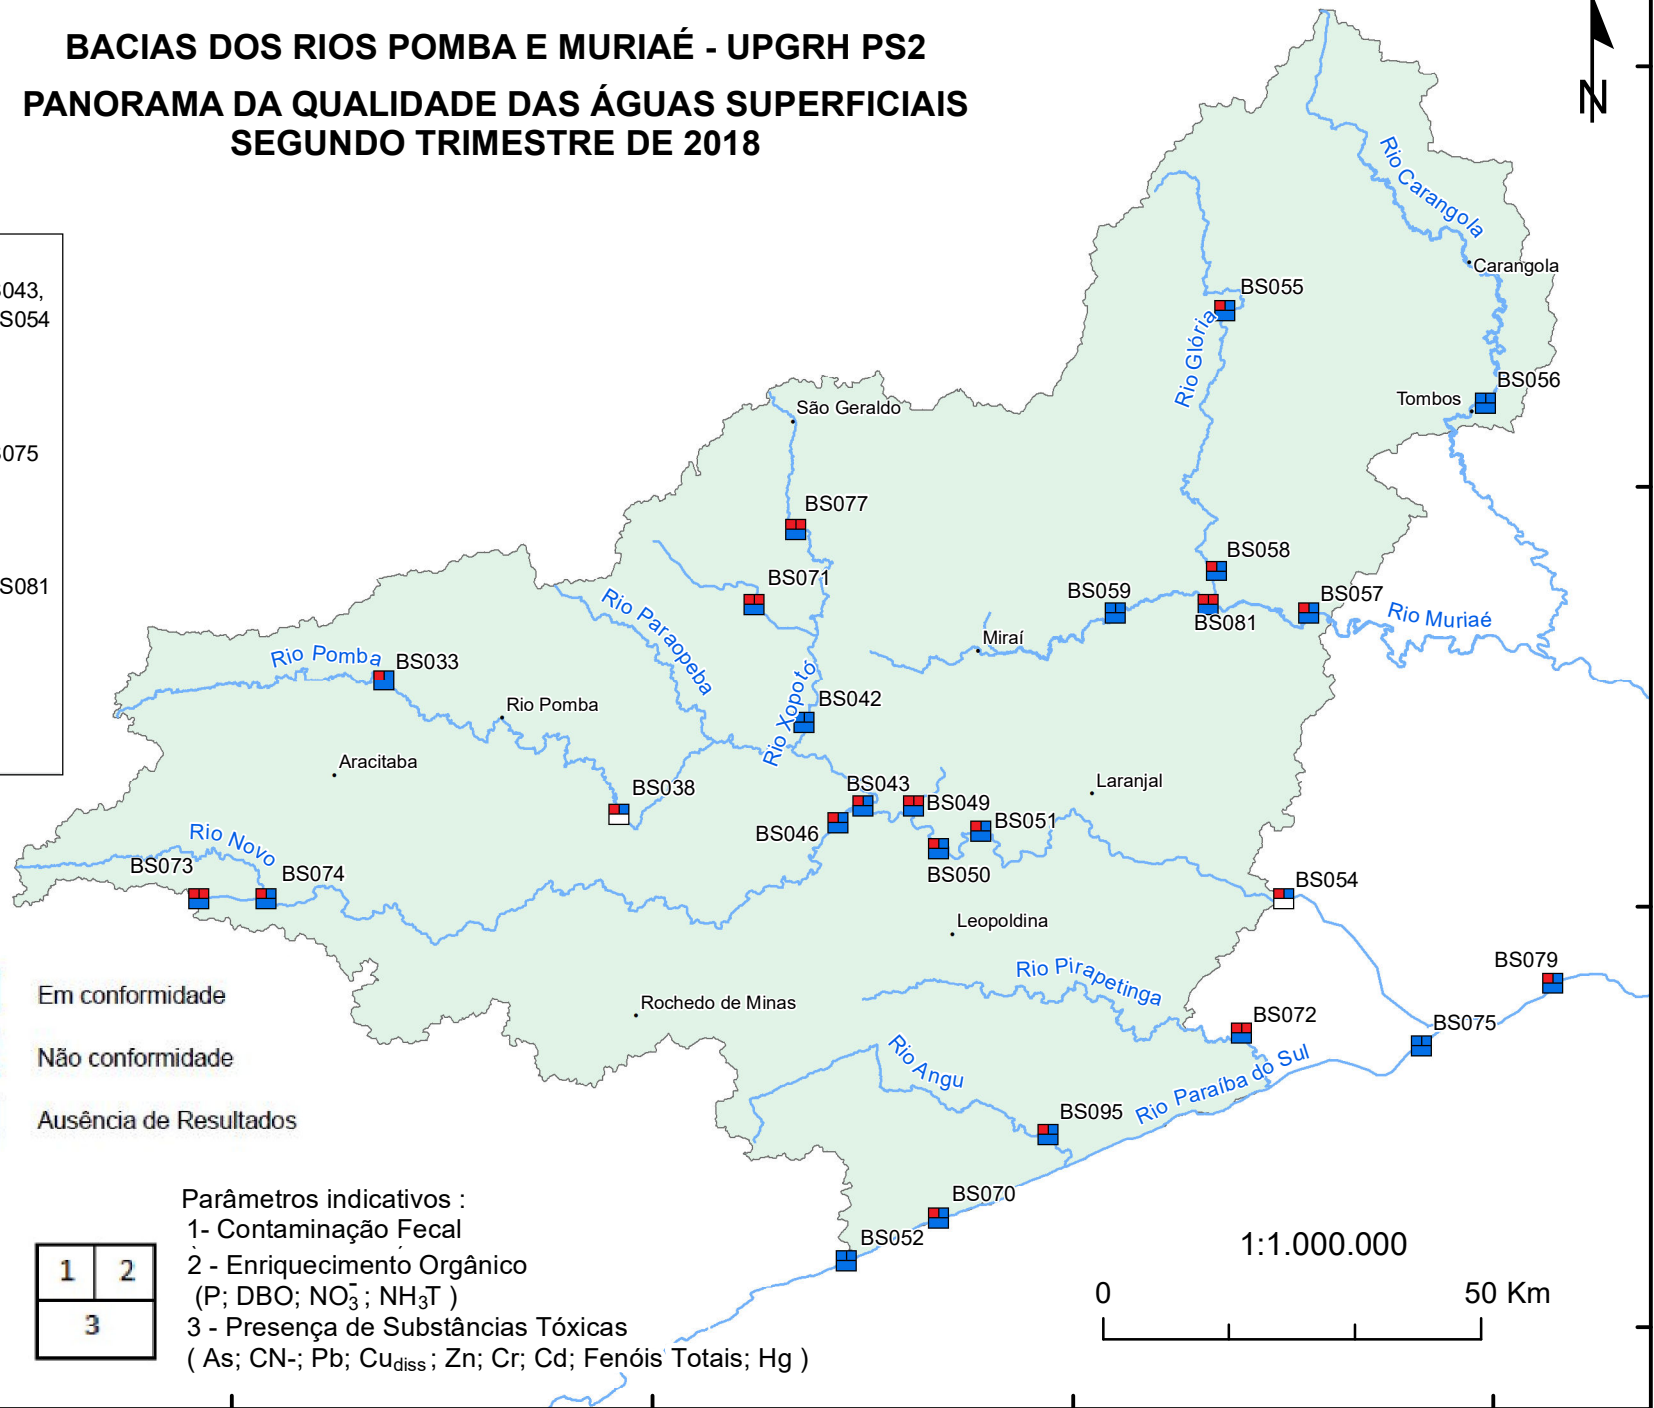 BACIAS DOS RIOS POMBA E MURIAÉ - UPGRH PS2
PANORAMA DA QUALIDADE DAS ÁGUAS SUPERFICIAIS
SEGUNDO TRIMESTRE DE 2018
N
043,
S054
075
S081
Rio Carangola
Carangola
BS055
Rio Glória
BS056
Tombos
São Geraldo
BS077
BS071
BS058
BS059
BS057
BS081
Rio Muriaé
Rio Paraopeba
Miraí
Rio Pomba
BS033
Rio Xopotó
BS042
Rio Pomba
Aracitaba
BS038
BS043
Laranjal
BS049
BS051
BS046
BS050
Rio Novo
BS073
BS074
BS054
Leopoldina
BS079
Rio Pirapetinga
Rochedo de Minas
BS072
BS075
Rio Angu
Rio Paraíba do Sul
BS095
BS070
BS052
Em conformidade
Não conformidade
Ausência de Resultados
Parâmetros indicativos :
1- Contaminação Fecal
2 - Enriquecimento Orgânico
(P; DBO; NO₃⁻; NH₃T )
3 - Presença de Substâncias Tóxicas
( As; CN-; Pb; Cudiss ; Zn; Cr; Cd; Fenóis Totais; Hg )
1 2
3
1:1.000.000
0 50 Km